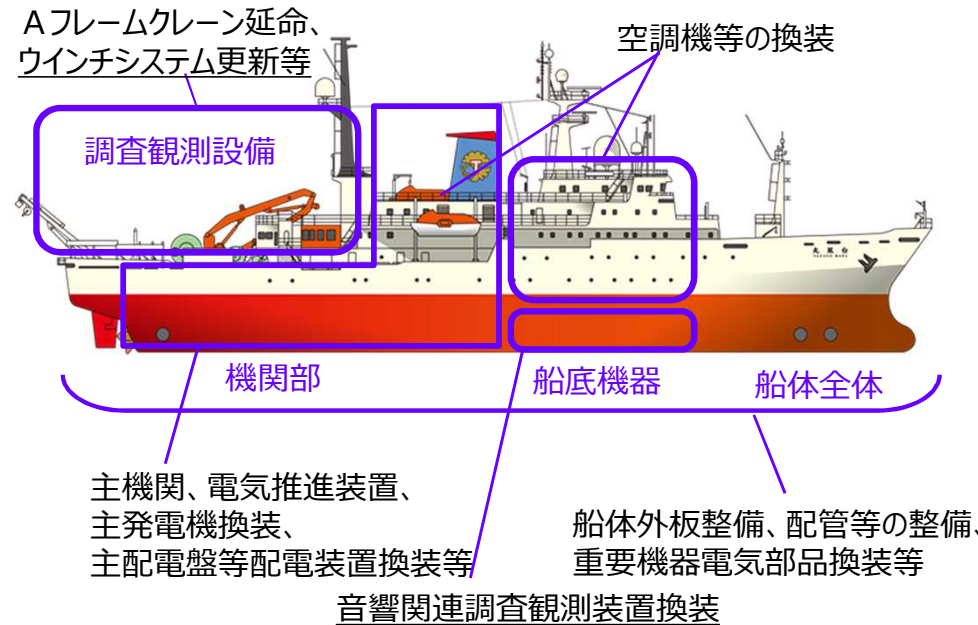 Aフレームクレーン延命、
ウインチシステム更新等
空調機等の換装
調査観測設備
機関部
船底機器
船体全体
主機関、電気推進装置、
主発電機換装、
主配電盤等配電装置換装等
船体外板整備、配管等の整備、
重要機器電気部品換装等
音響関連調査観測装置換装